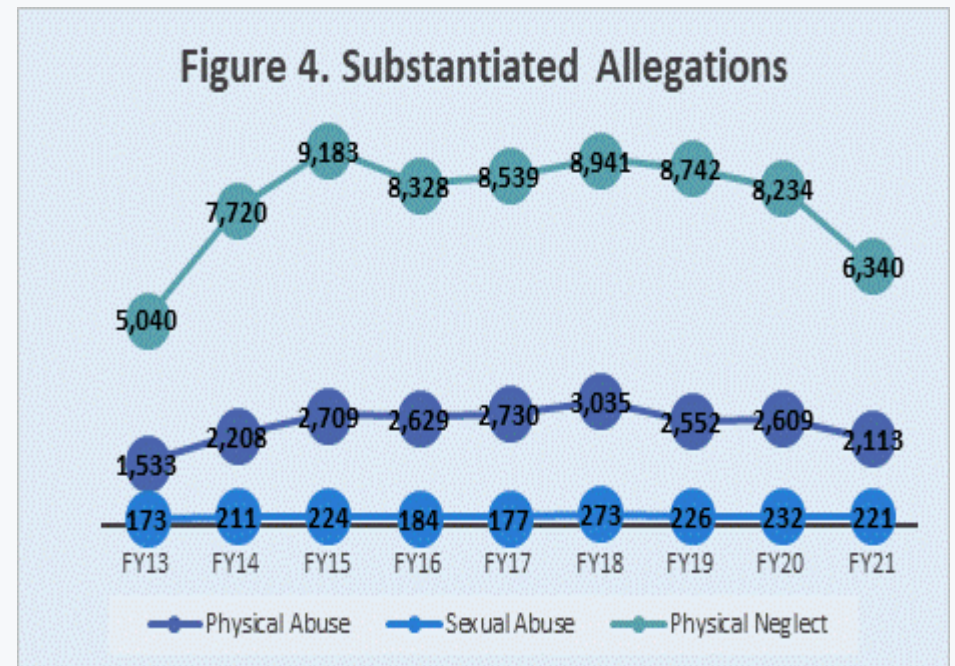 Figure 4. Substantiated Allegations
5,040 7,720 9,183 8,328 8,539 8,941 8,742 8,234 6,340
1,533 2,208 2,709 2,629 2,730 3,035 2,552 2,609 2,113
173 211 224 184 177 273 226 232 221
FY13 FY14 FY15 FY16 FY17 FY18 FY19 FY20 FY21
Physical Abuse Sexual Abuse Physical Neglect